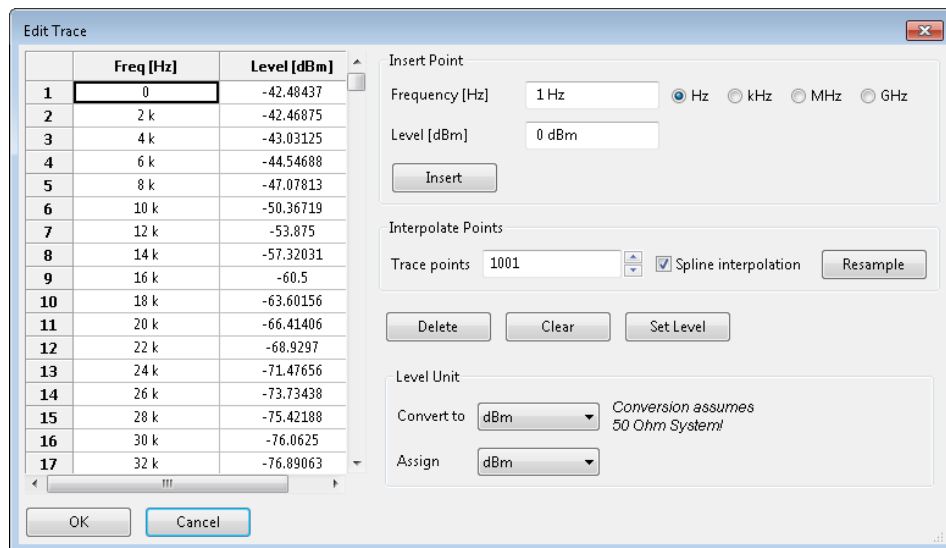 Edit Trace
Freq [Hz] Level [dBm]
1 0 -42.48437
2 2 k -42.46875
3 4 k -43.03125
4 6 k -44.54688
5 8 k -47.07813
6 10 k -50.36719
7 12 k -53.875
8 14 k -57.32031
9 16 k -60.5
10 18 k -63.60156
11 20 k -66.41406
12 22 k -68.9297
13 24 k -71.47656
14 26 k -73.73438
15 28 k -75.42188
16 30 k -76.0625
17 32 k -76.89063
OK Cancel
Insert Point
Frequency [Hz] 1 Hz Hz kHz MHz GHz
Level [dBm] 0 dBm
Insert
Interpolate Points
Trace points 1001 Spline interpolation Resample
Delete Clear Set Level
Level Unit
Convert to dBm Conversion assumes
50 Ohm System!
Assign dBm